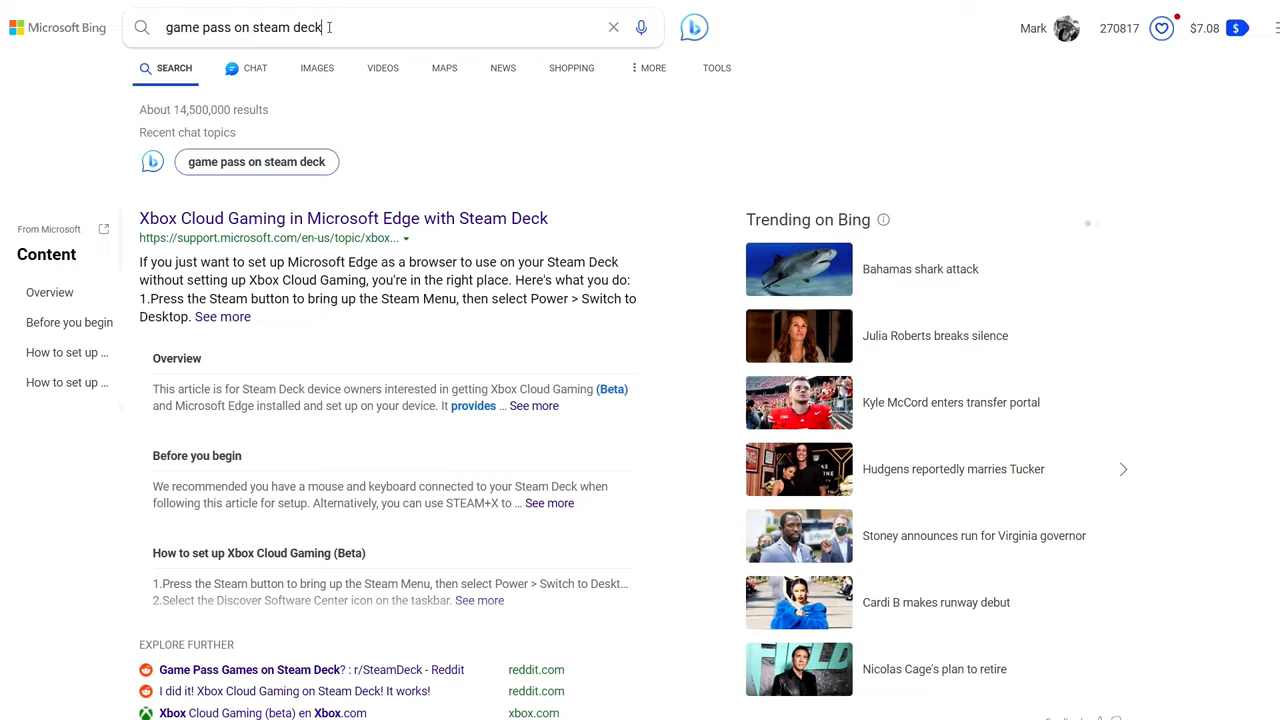 Microsoft Bing
game pass on steam deck
Mark
270817
$7.08
$
SEARCH
CHAT
IMAGES
VIDEOS
MAPS
NEWS
SHOPPING
MORE
TOOLS
About 14,500,000 results
Recent chat topics
game pass on steam deck
From Microsoft
Content
Overview
Before you begin
How to set up ...
How to set up ...
Xbox Cloud Gaming in Microsoft Edge with Steam Deck
https://support.microsoft.com/en-us/topic/xbox...
If you just want to set up Microsoft Edge as a browser to use on your Steam Deck
without setting up Xbox Cloud Gaming, you're in the right place. Here's what you do:
1.Press the Steam button to bring up the Steam Menu, then select Power > Switch to
Desktop. See more
Overview
This article is for Steam Deck device owners interested in getting Xbox Cloud Gaming (Beta)
and Microsoft Edge installed and set up on your device. It provides ... See more
Before you begin
We recommended you have a mouse and keyboard connected to your Steam Deck when
following this article for setup. Alternatively, you can use STEAM+X to ... See more
How to set up Xbox Cloud Gaming (Beta)
1.Press the Steam button to bring up the Steam Menu, then select Power > Switch to Deskt...
2.Select the Discover Software Center icon on the taskbar. See more
EXPLORE FURTHER
Game Pass Games on Steam Deck? : r/SteamDeck - Reddit
reddit.com
I did it! Xbox Cloud Gaming on Steam Deck! It works!
reddit.com
Xbox Cloud Gaming (beta) en Xbox.com
xbox.com
Trending on Bing
Bahamas shark attack
Julia Roberts breaks silence
Kyle McCord enters transfer portal
Hudgens reportedly marries Tucker
Stoney announces run for Virginia governor
Cardi B makes runway debut
Nicolas Cage's plan to retire